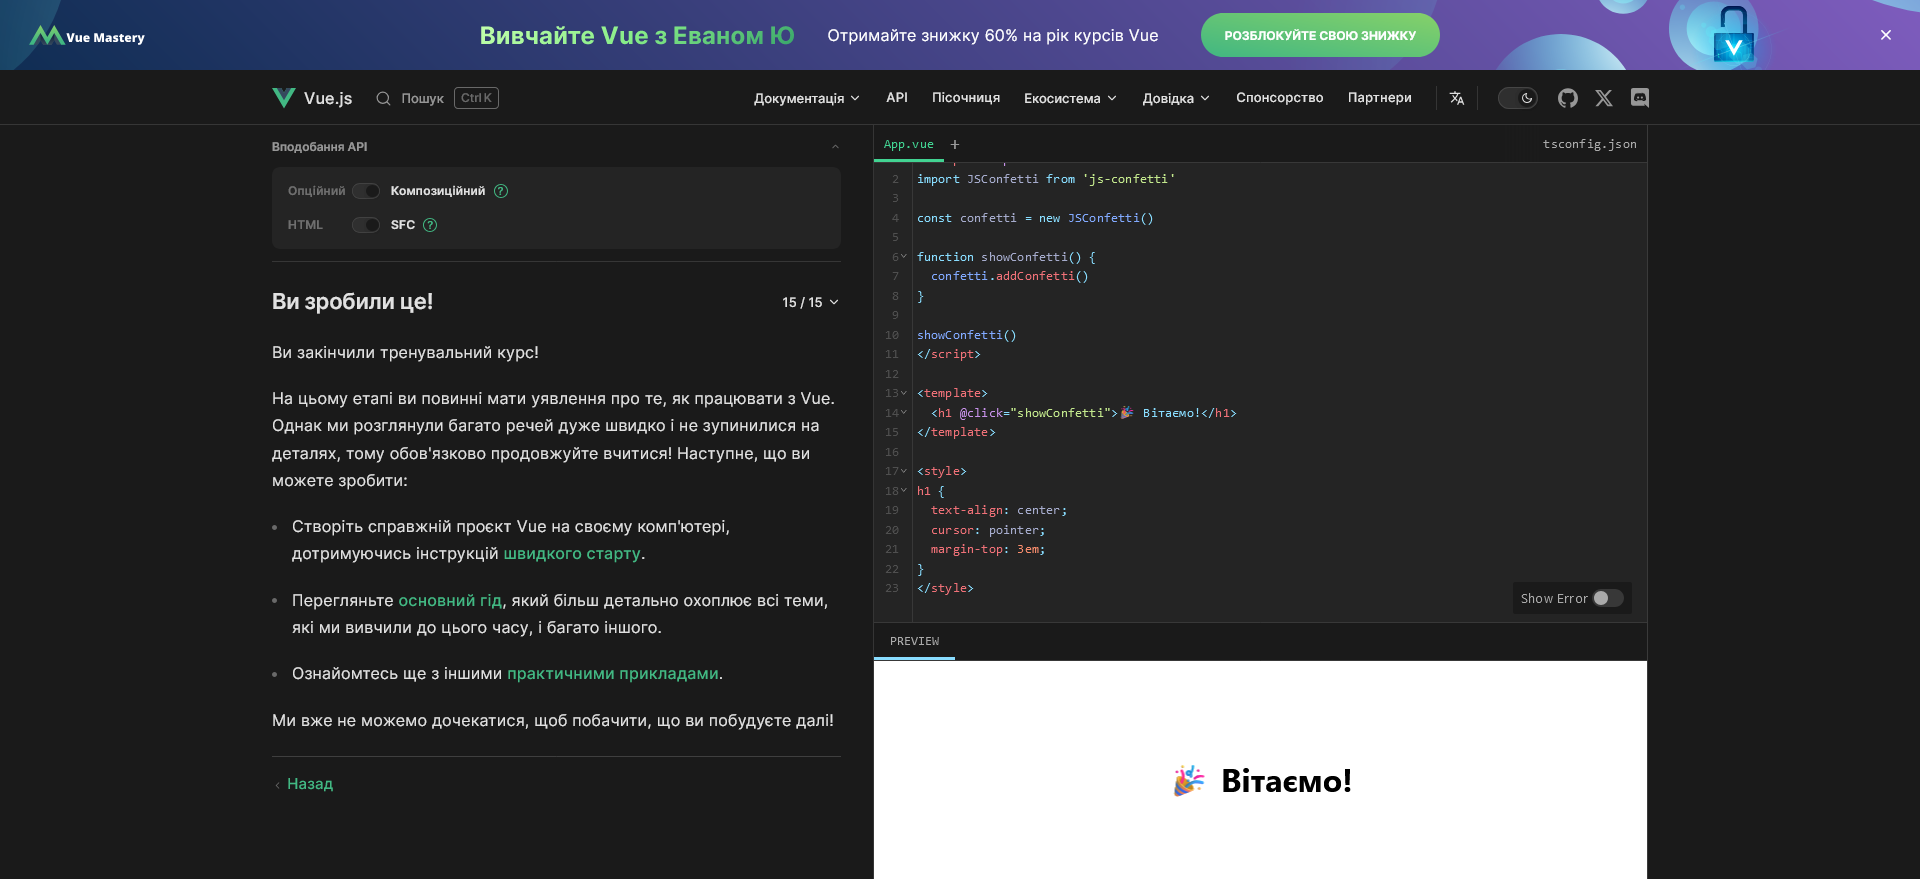 Vue Mastery
Вивчайте Vue з Еваном Ю
Отримайте знижку 60% на рік курсів Vue
РОЗБЛОКУЙТЕ СВОЮ ЗНИЖКУ
Vue.js
Пошук
Ctrl K
Документація
API
Пісочниця
Екосистема
Довідка
Спонсорство
Партнери
Вподобання API
Опційний
Композиційний
?
HTML
SFC
?
Ви зробили це!
15 / 15
Ви закінчили тренувальний курс!
На цьому етапі ви повинні мати уявлення про те, як працювати з Vue.
Однак ми розглянули багато речей дуже швидко і не зупинилися на
деталях, тому обов'язково продовжуйте вчитися! Наступне, що ви
можете зробити:
• Створіть справжній проєкт Vue на своєму комп'ютері,
дотримуючись інструкцій швидкого старту.
• Перегляньте основний гід, який більш детально охоплює всі теми,
які ми вивчили до цього часу, і багато іншого.
• Ознайомтесь ще з іншими практичними прикладами.
Ми вже не можемо дочекатися, щоб побачити, що ви побудуєте далі!
‹ Назад
App.vue
+
tsconfig.json
2 import JSConfetti from 'js-confetti'
3
4 const confetti = new JSConfetti()
5
6 function showConfetti() {
7   confetti.addConfetti()
8 }
9
10 showConfetti()
11 </script>
12
13 <template>
14   <h1 @click="showConfetti">🎉 Вітаємо!</h1>
15 </template>
16
17 <style>
18 h1 {
19   text-align: center;
20   cursor: pointer;
21   margin-top: 3em;
22 }
23 </style>
Show Error
PREVIEW
🎉 Вітаємо!